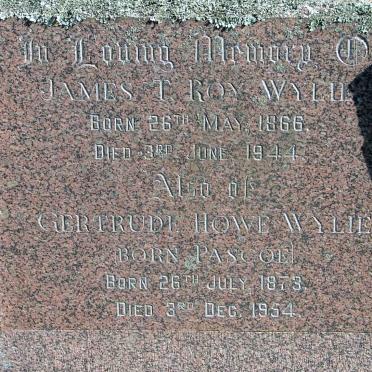 In Loving Memory O
JAMES T. ROY WYLIE
BORN 26TH MAY, 1866.
DIED 3RD JUNE 1944.
Also of
GERTRUDE HOWE WYLIE
(BORN PASCOE)
BORN 26TH JULY 1873.
DIED 3RD DEC. 1954.